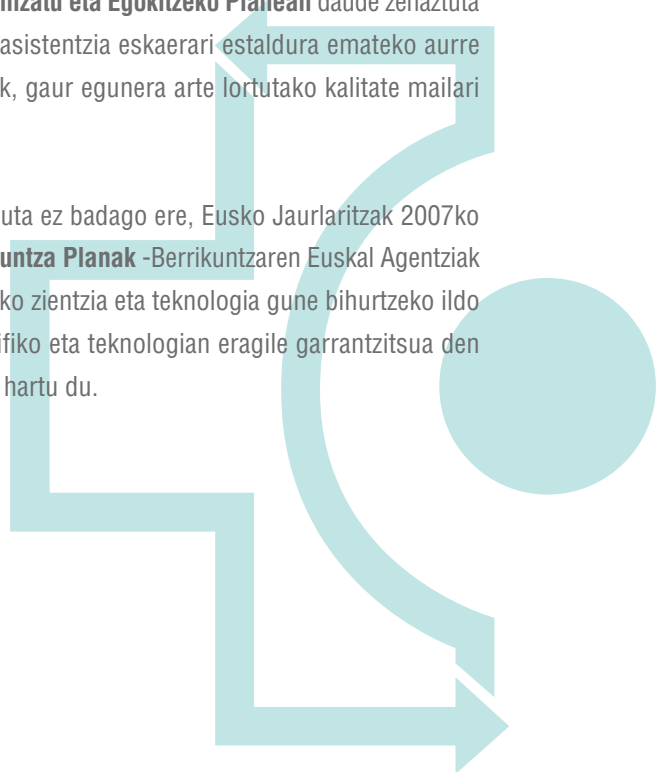 eta Egokitzeko Planean daude zehaztuta
asistentzia eskaerari estaldura emateko aurre
k, gaur egunera arte lortutako kalitate mailari
uta ez badago ere, Eusko Jaurlaritzak 2007ko
untza Planak -Berrikuntzaren Euskal Agentziak
ko zientzia eta teknologia gune bihurtzeko ildo
ifiko eta teknologian eragile garrantzitsua den
hartu du.